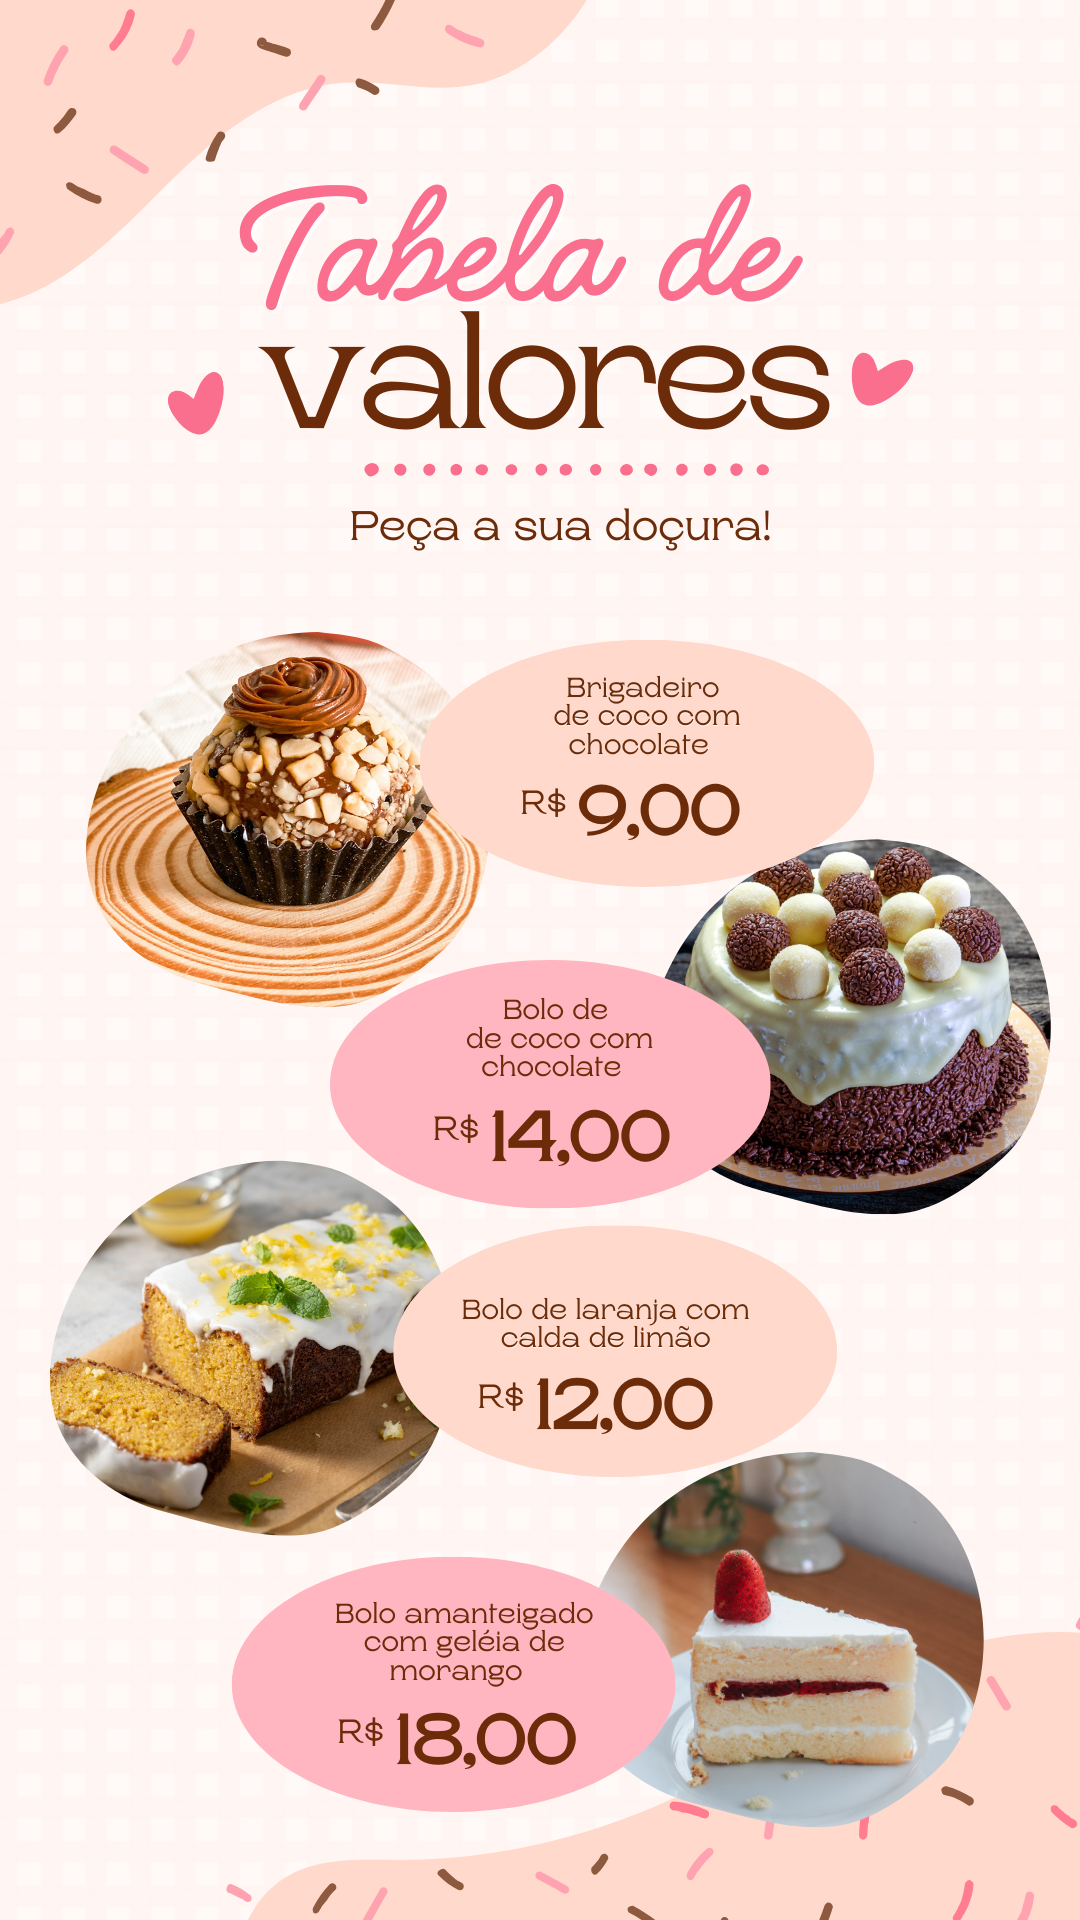 Tabela de
valores
Peça a sua doçura!
Brigadeiro
de coco com
chocolate
R$ 9,00
Bolo de
de coco com
chocolate
R$ 14,00
Bolo de laranja com
calda de limão
R$ 12,00
Bolo amanteigado
com geléia de
morango
R$ 18,00